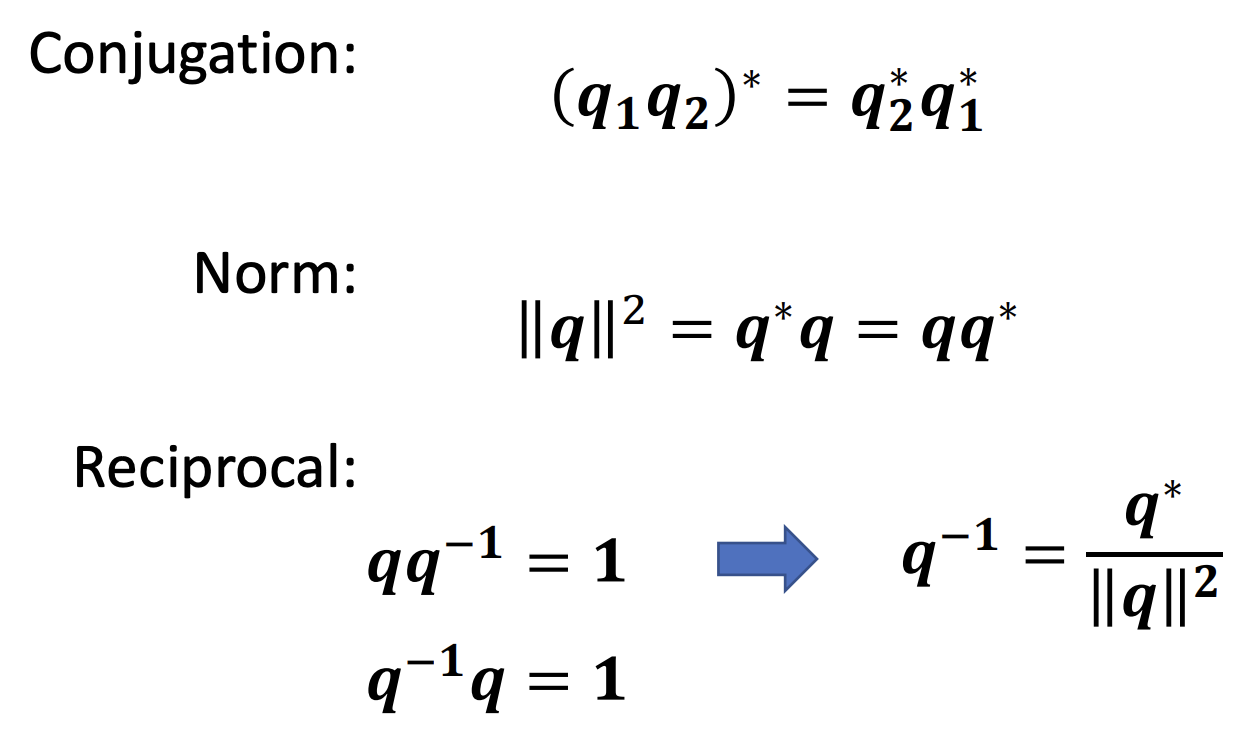 Conjugation:
(q₁q₂)* = q₂*q₁*
Norm:
‖q‖² = q*q = qq*
Reciprocal:
qq⁻¹ = 1
q⁻¹ = q*/‖q‖²
q⁻¹q = 1